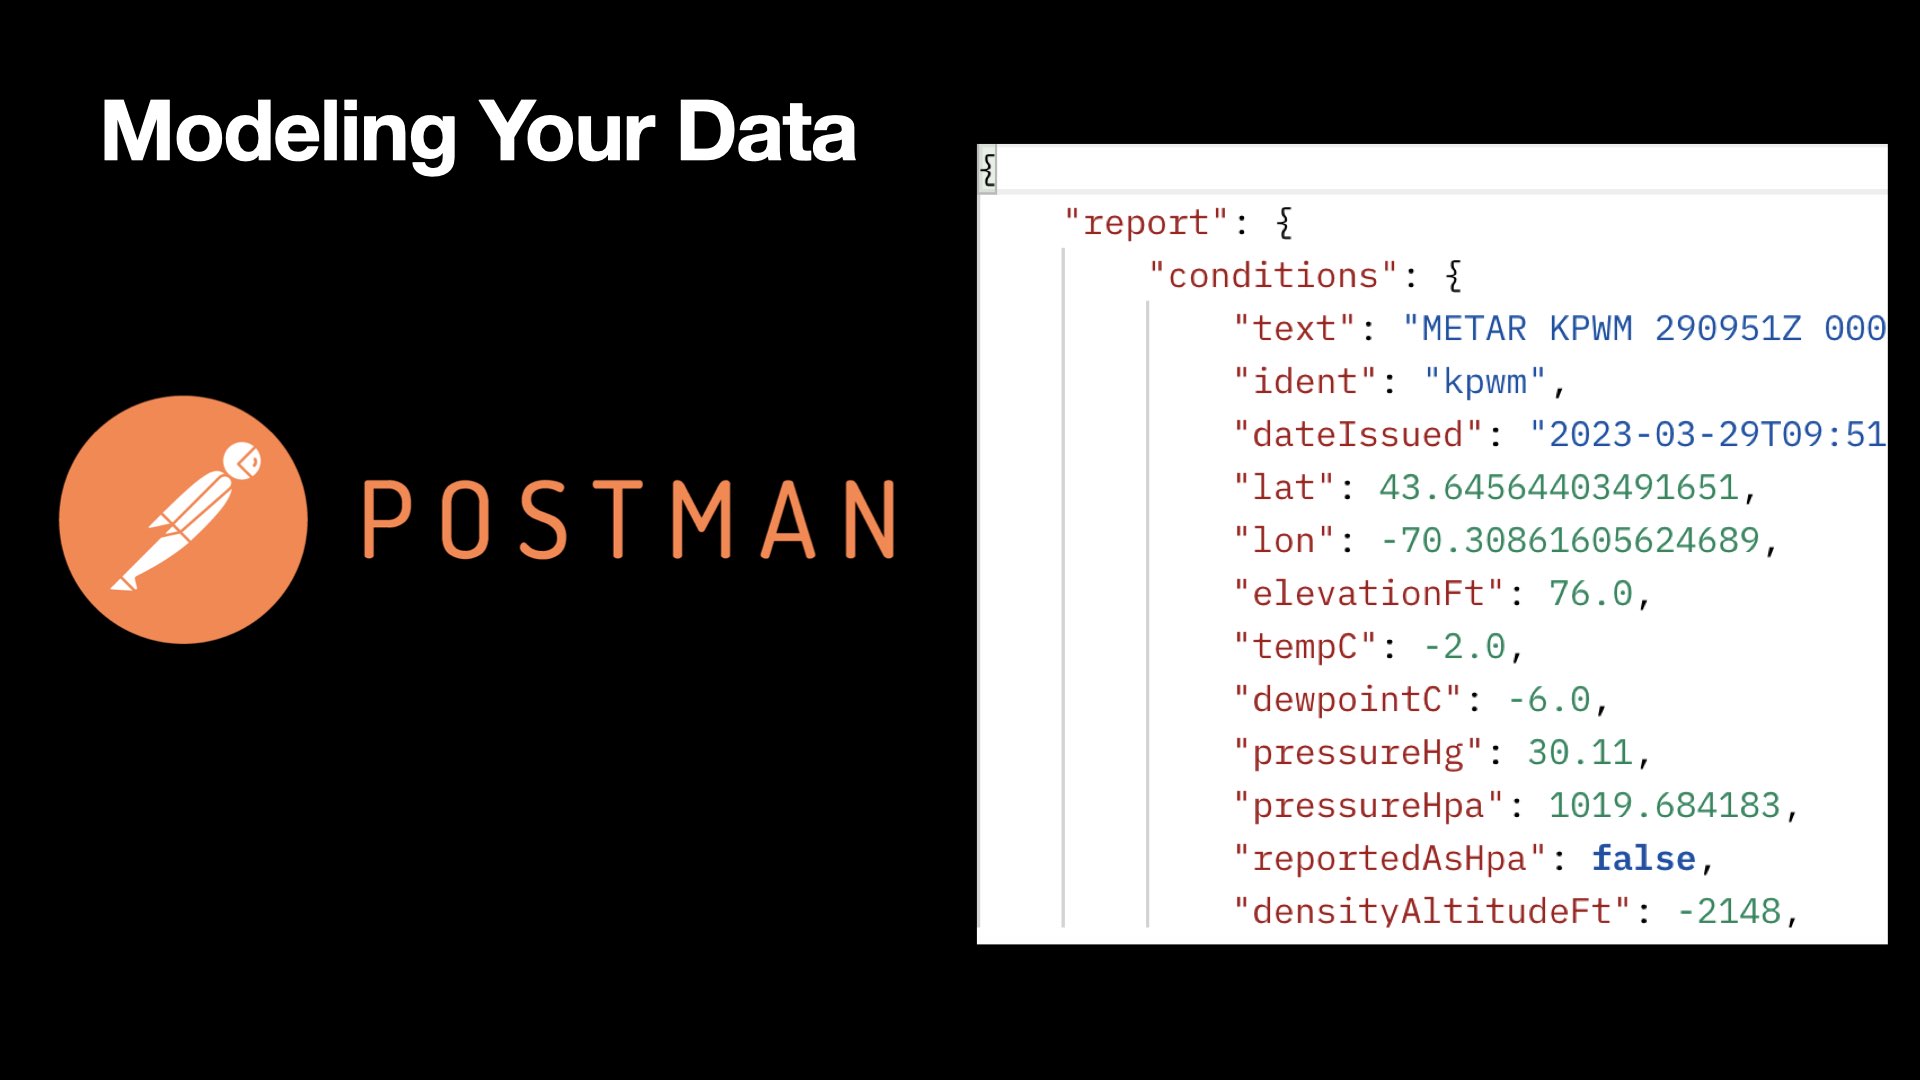 Modeling Your Data
POSTMAN
{
"report": {
"conditions": {
"text": "METAR KPWM 290951Z 000
"ident": "kpwm",
"dateIssued": "2023-03-29T09:51
"lat": 43.64564403491651,
"lon": -70.30861605624689,
"elevationFt": 76.0,
"tempC": -2.0,
"dewpointC": -6.0,
"pressureHg": 30.11,
"pressureHpa": 1019.684183,
"reportedAsHpa": false,
"densityAltitudeFt": -2148,